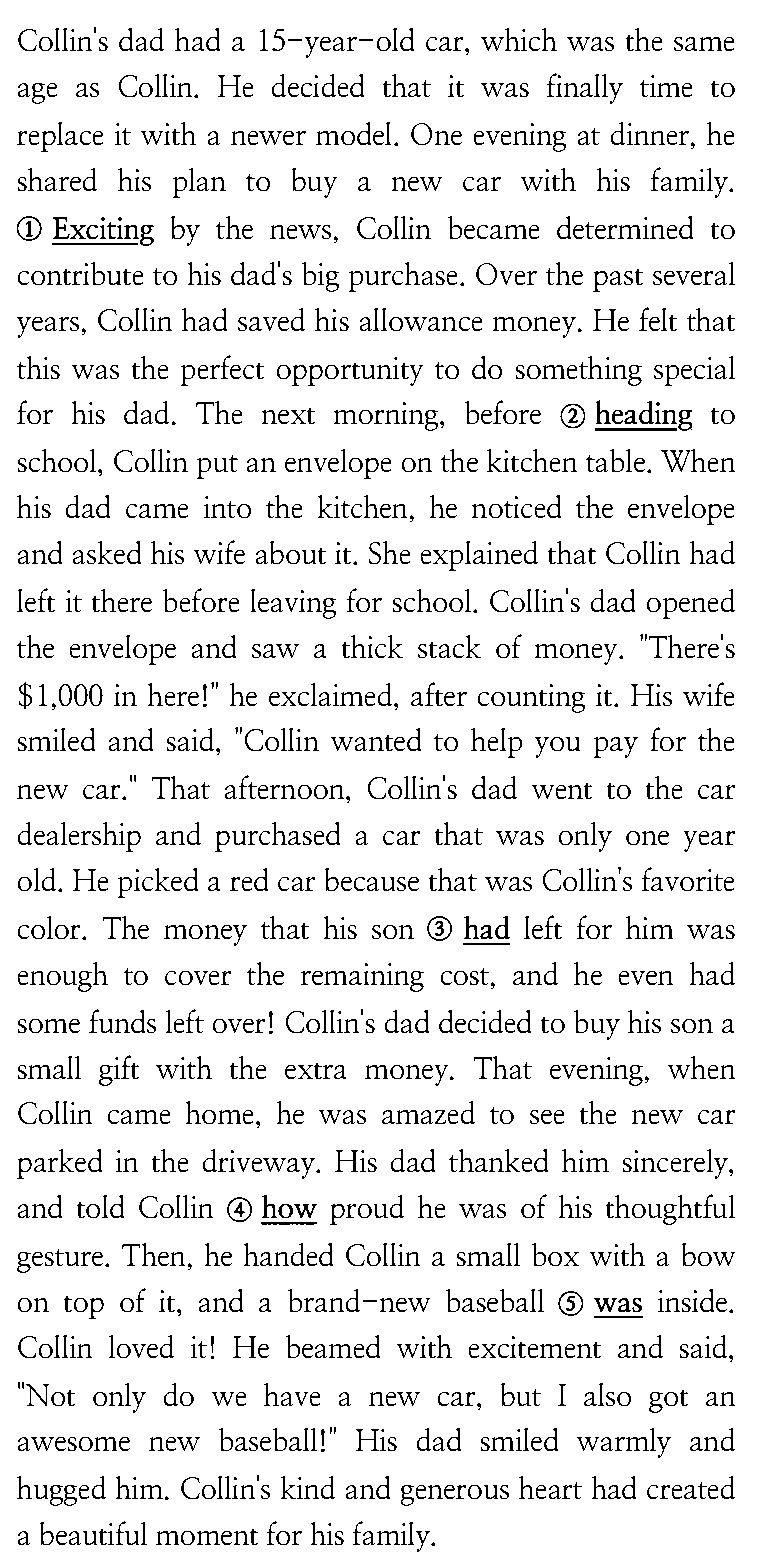 Collin's dad had a 15-year-old car, which was the same
age as Collin. He decided that it was finally time to
replace it with a newer model. One evening at dinner, he
shared his plan to buy a new car with his family.
① Exciting by the news, Collin became determined to
contribute to his dad's big purchase. Over the past several
years, Collin had saved his allowance money. He felt that
this was the perfect opportunity to do something special
for his dad. The next morning, before ② heading to
school, Collin put an envelope on the kitchen table. When
his dad came into the kitchen, he noticed the envelope
and asked his wife about it. She explained that Collin had
left it there before leaving for school. Collin's dad opened
the envelope and saw a thick stack of money. "There's
$1,000 in here!" he exclaimed, after counting it. His wife
smiled and said, "Collin wanted to help you pay for the
new car." That afternoon, Collin's dad went to the car
dealership and purchased a car that was only one year
old. He picked a red car because that was Collin's favorite
color. The money that his son ③ had left for him was
enough to cover the remaining cost, and he even had
some funds left over! Collin's dad decided to buy his son a
small gift with the extra money. That evening, when
Collin came home, he was amazed to see the new car
parked in the driveway. His dad thanked him sincerely,
and told Collin ④ how proud he was of his thoughtful
gesture. Then, he handed Collin a small box with a bow
on top of it, and a brand-new baseball ⑤ was inside.
Collin loved it! He beamed with excitement and said,
"Not only do we have a new car, but I also got an
awesome new baseball!" His dad smiled warmly and
hugged him. Collin's kind and generous heart had created
a beautiful moment for his family.